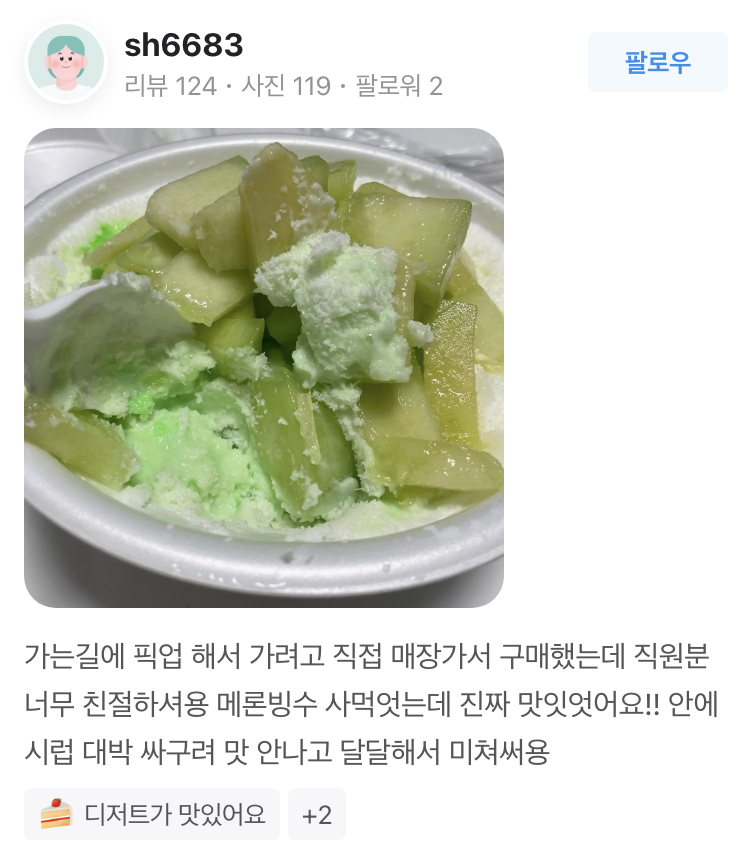 sh6683
리뷰 124 · 사진 119 · 팔로워 2
팔로우
가는길에 픽업 해서 가려고 직접 매장가서 구매했는데 직원분
너무 친절하셔용 메론빙수 사먹엇는데 진짜 맛잇엇어요!! 안에
시럽 대박 싸구려 맛 안나고 달달해서 미쳐써용
디저트가 맛있어요
+2